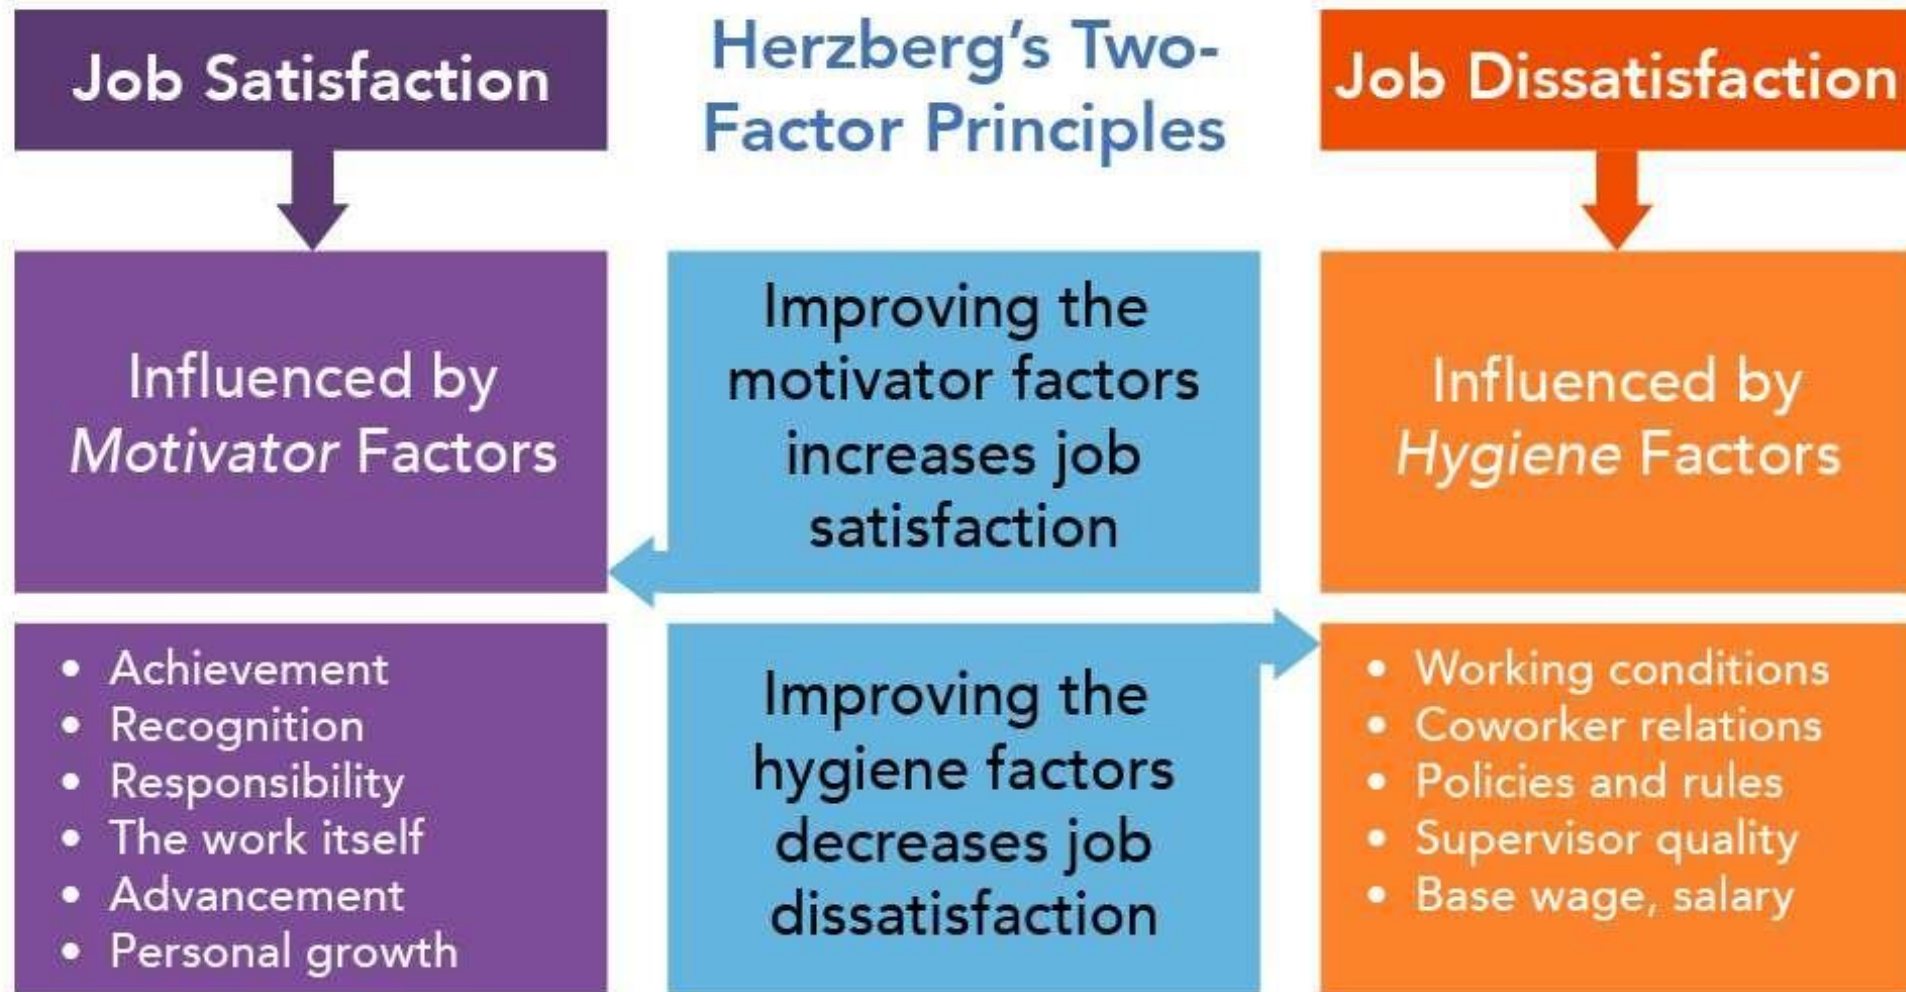 Job Satisfaction
Herzberg’s Two-
Factor Principles
Job Dissatisfaction
Influenced by
Motivator Factors
Improving the
motivator factors
increases job
satisfaction
Influenced by
Hygiene Factors
• Achievement
• Recognition
• Responsibility
• The work itself
• Advancement
• Personal growth
Improving the
hygiene factors
decreases job
dissatisfaction
• Working conditions
• Coworker relations
• Policies and rules
• Supervisor quality
• Base wage, salary